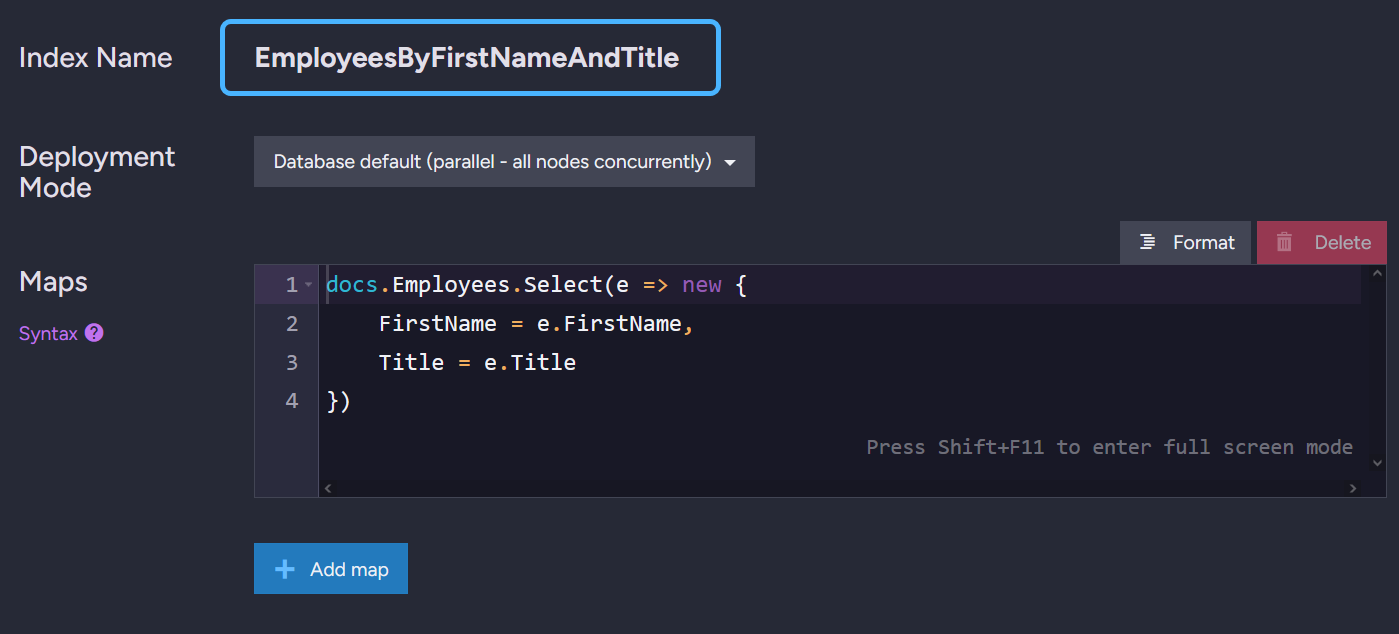 Index Name
EmployeesByFirstNameAndTitle
Deployment
Mode
Database default (parallel - all nodes concurrently)
Format
Delete
Maps
Syntax ?
1 docs.Employees.Select(e => new {
2     FirstName = e.FirstName,
3     Title = e.Title
4 })
Press Shift+F11 to enter full screen mode
+ Add map